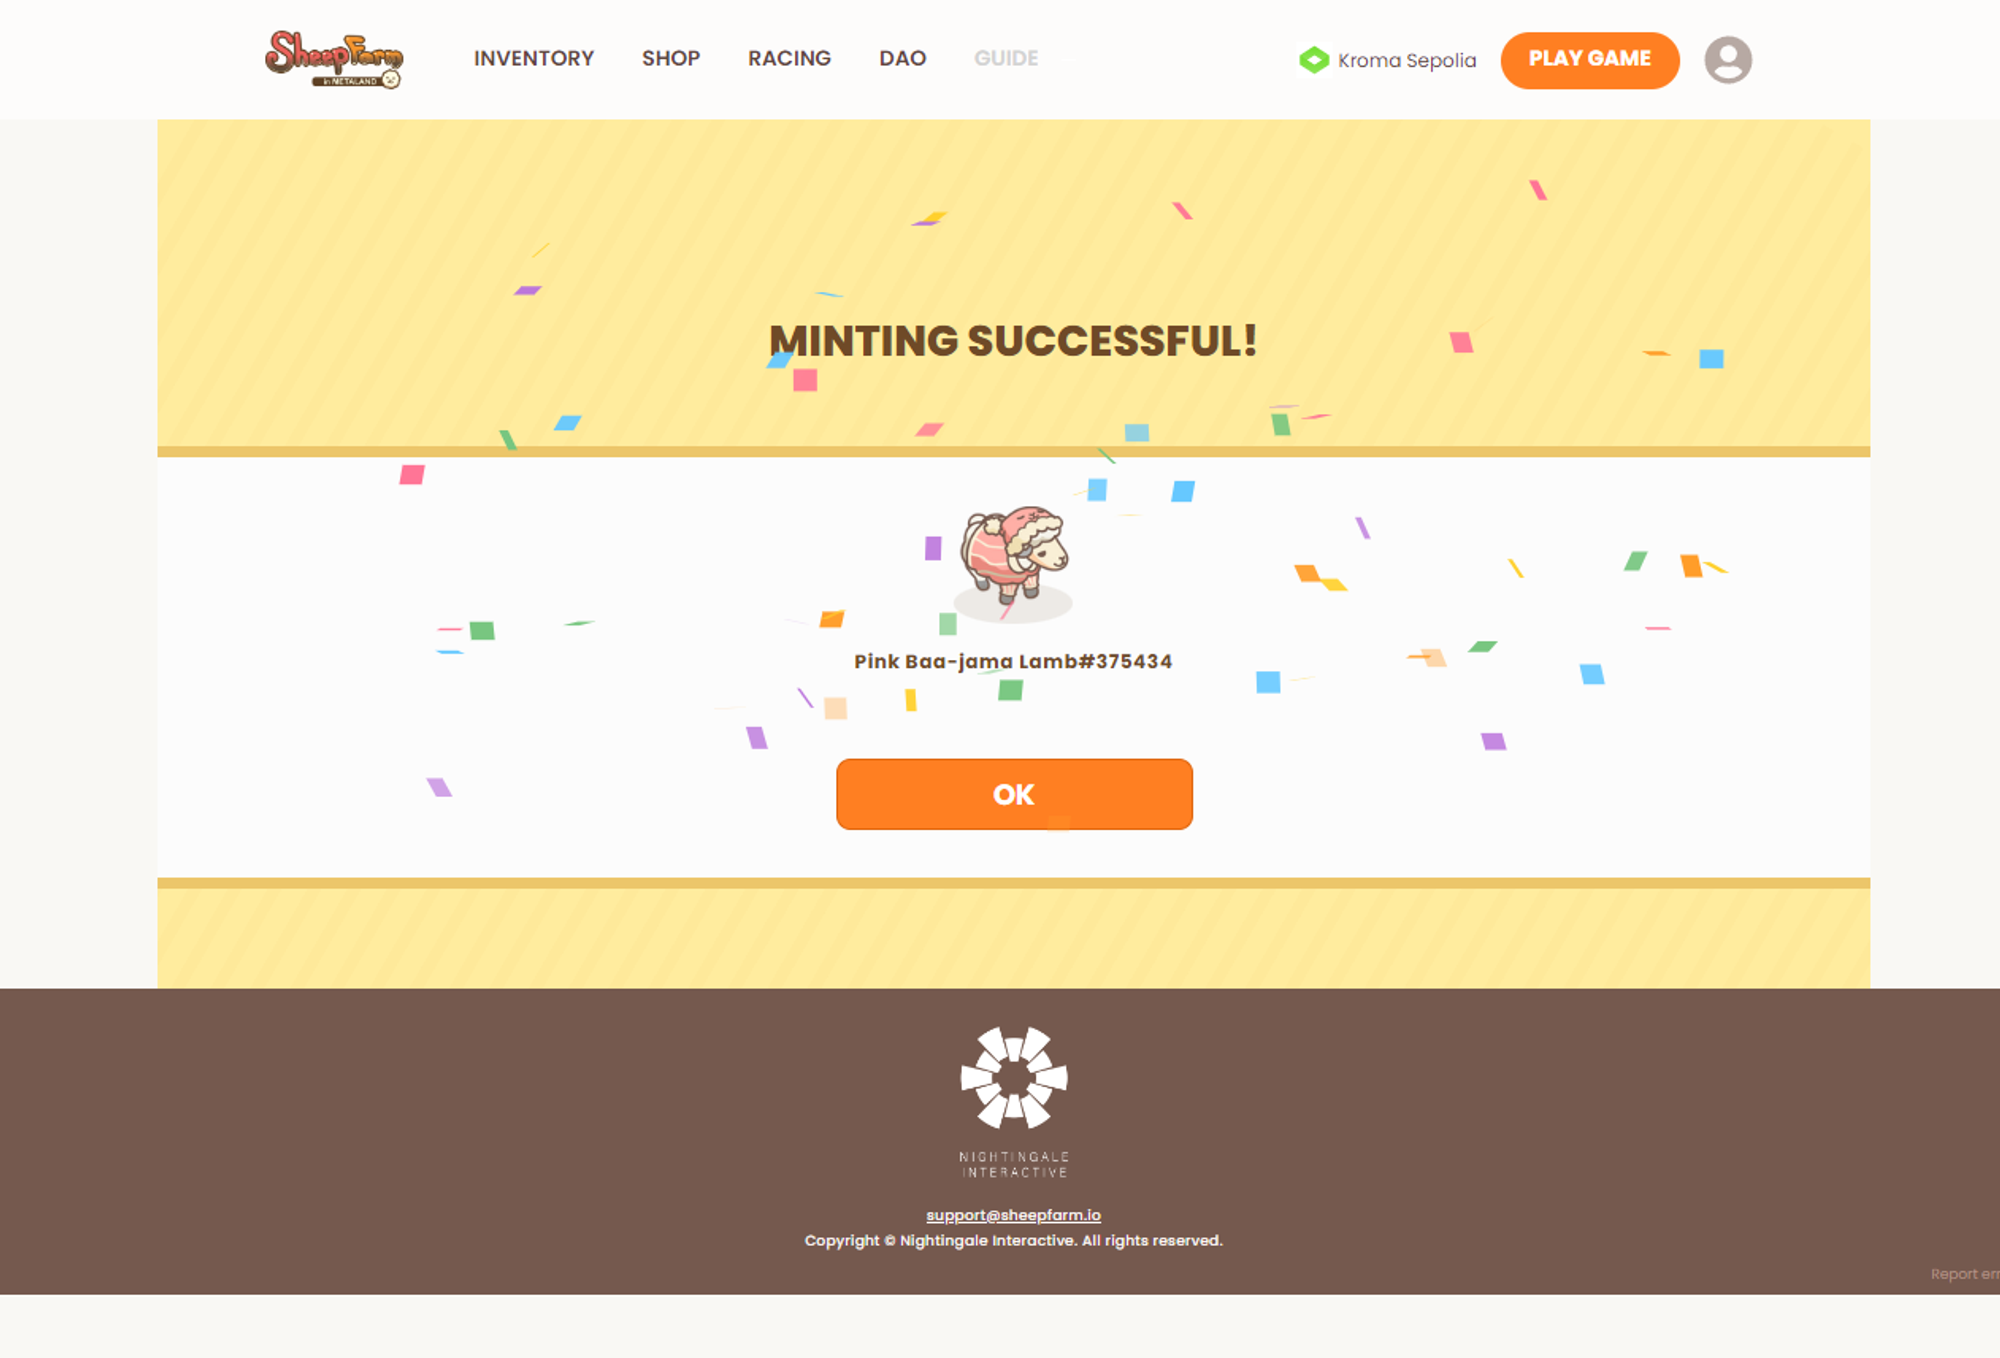 SheepFarm
in METALAND
INVENTORY
SHOP
RACING
DAO
GUIDE
Kroma Sepolia
PLAY GAME
MINTING SUCCESSFUL!
Pink Baa-jama Lamb#375434
OK
NIGHTINGALE
INTERACTIVE
support@sheepfarm.io
Copyright © Nightingale Interactive. All rights reserved.
Report err